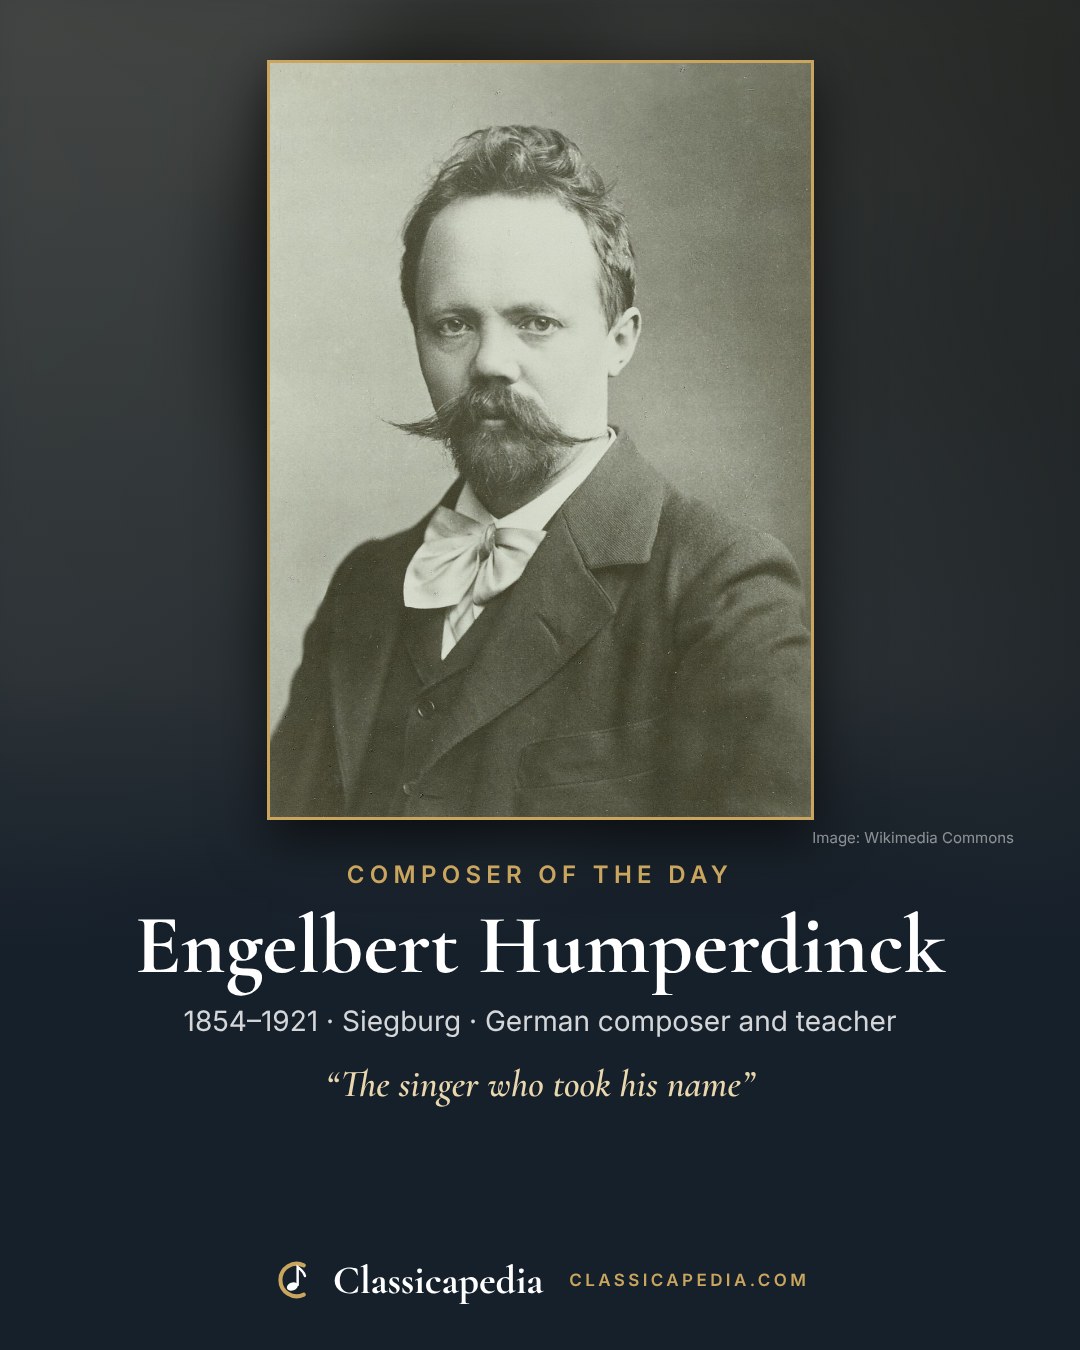 Image: Wikimedia Commons
COMPOSER OF THE DAY
Engelbert Humperdinck
1854–1921 · Siegburg · German composer and teacher
“The singer who took his name”
Classicapedia CLASSICAPEDIA.COM